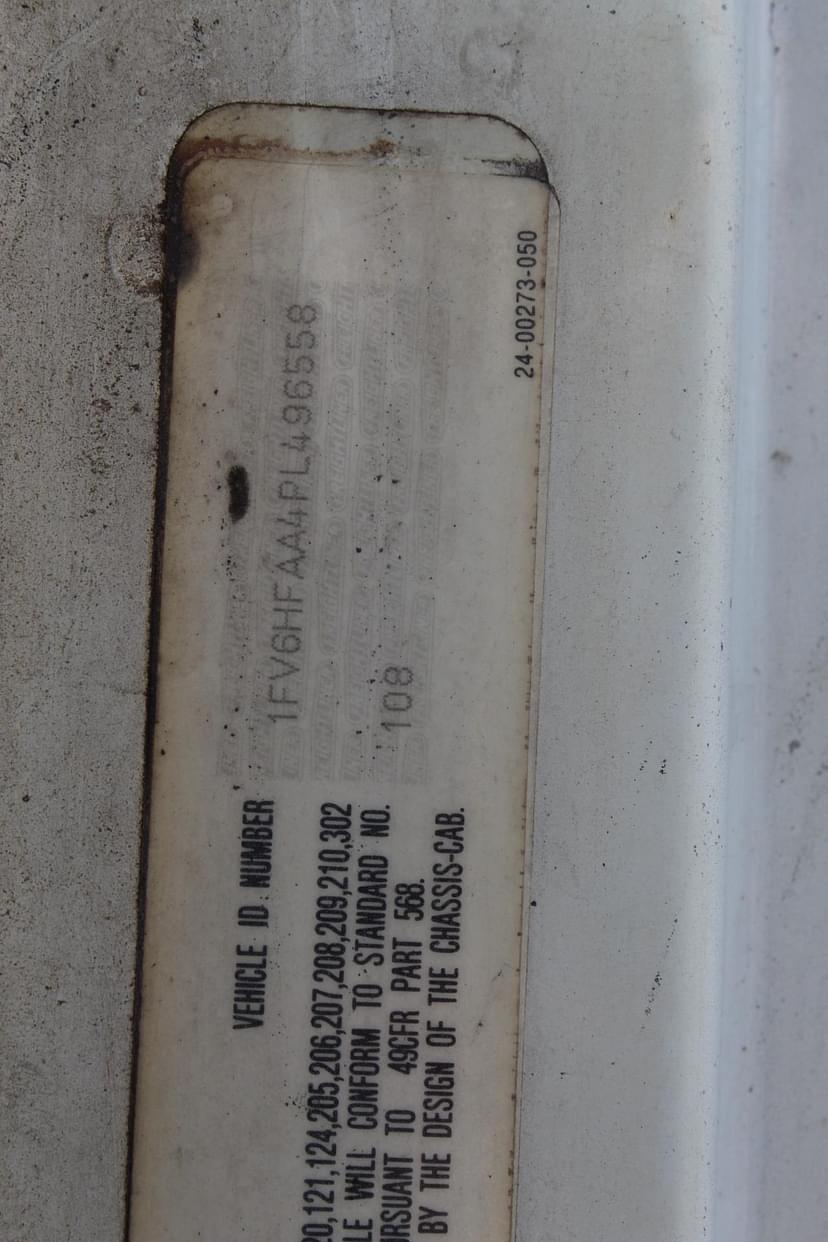 1FV6HFAA4PL496558
VEHICLE ID NUMBER
20,121,124,205,206,207,208,209,210,302
108
LE WILL CONFORM TO STANDARD NO.
RSUANT TO 49CFR PART 568.
BY THE DESIGN OF THE CHASSIS-CAB.
24-00273-050